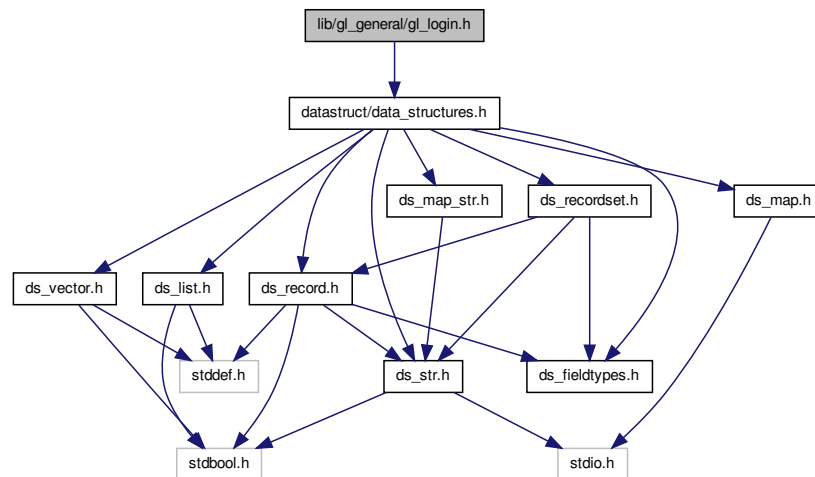 lib/gl_general/gl_login.h
datastruct/data_structures.h
ds_map_str.h
ds_recordset.h
ds_map.h
ds_vector.h
ds_list.h
ds_record.h
stddef.h
ds_str.h
ds_fieldtypes.h
stdbool.h
stdio.h